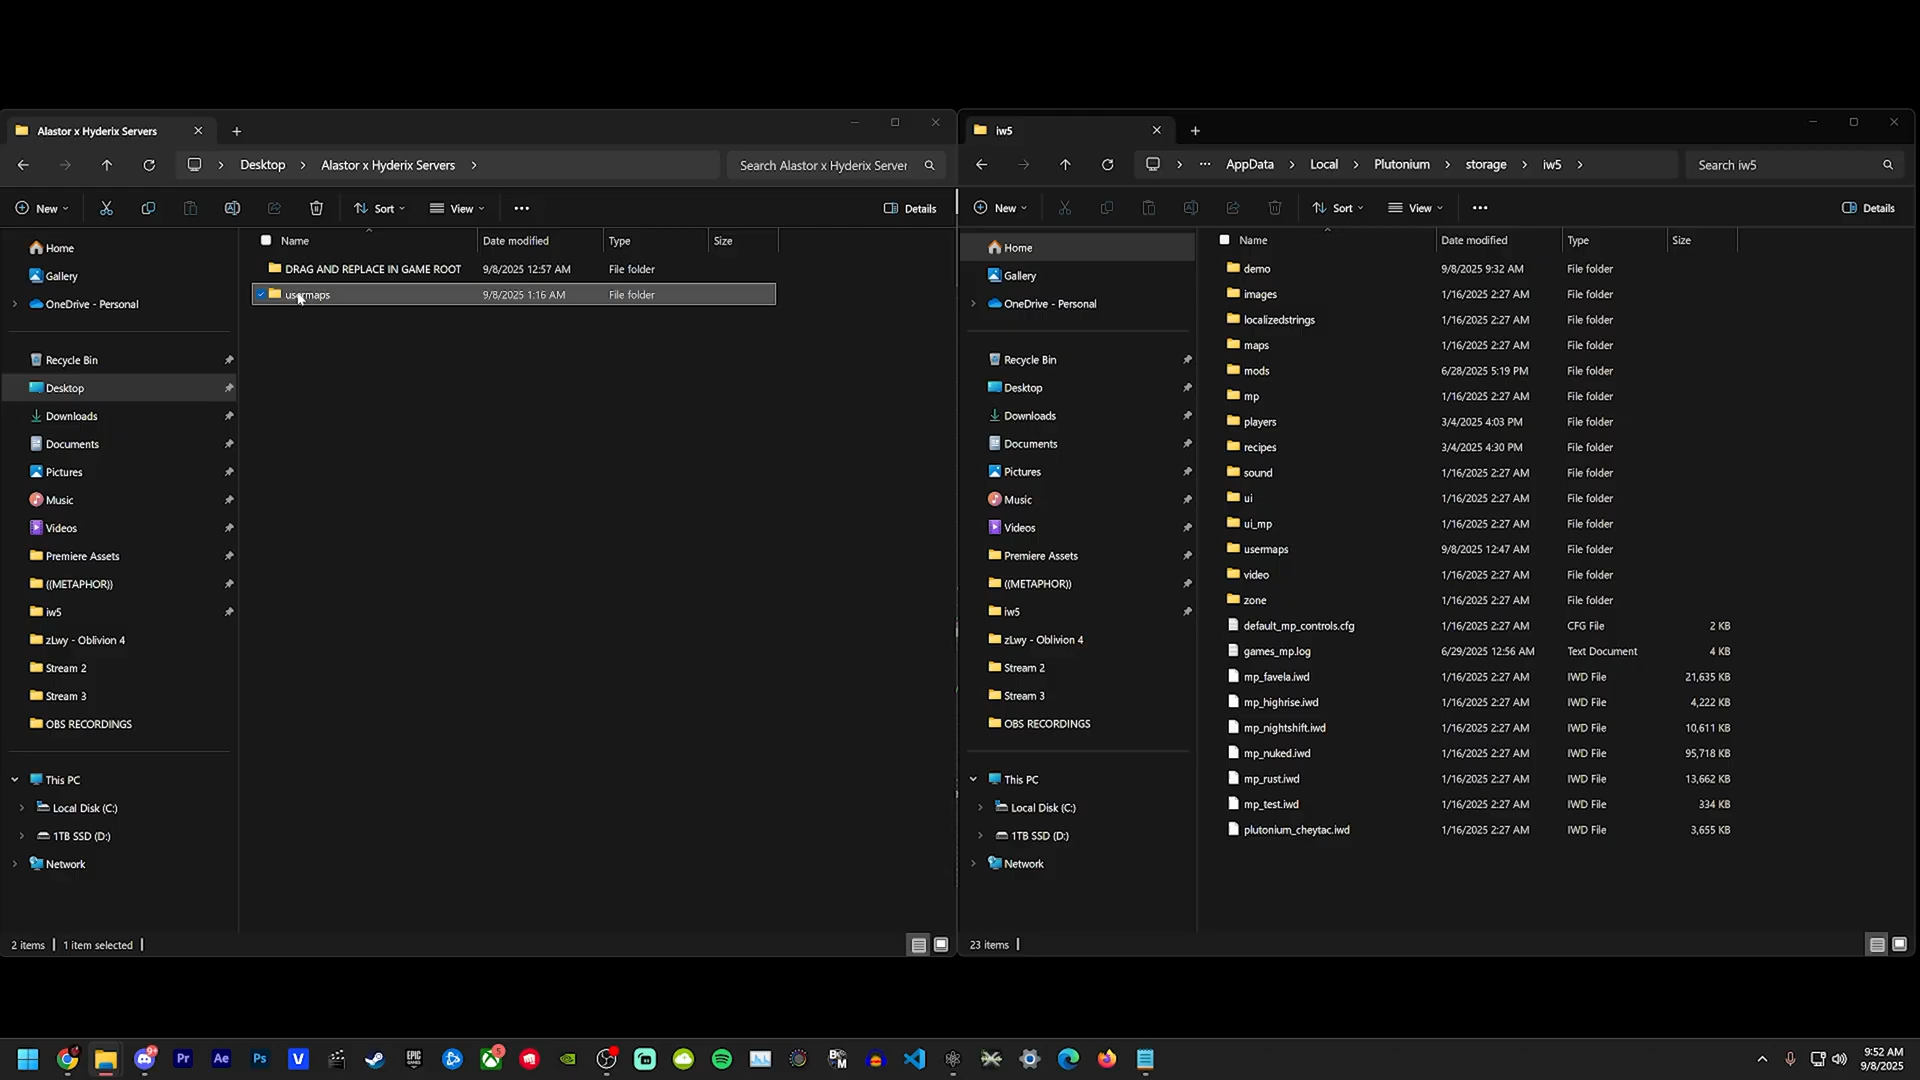 Alastor x Hyderix Servers
Desktop
Alastor x Hyderix Servers
Search Alastor x Hyderix Server
New
Sort
View
Details
Home
Gallery
OneDrive - Personal
Recycle Bin
Desktop
Downloads
Documents
Pictures
Music
Videos
Premiere Assets
((METAPHOR))
iw5
zLwy - Oblivion 4
Stream 2
Stream 3
OBS RECORDINGS
This PC
Local Disk (C:)
1TB SSD (D:)
Network
Name Date modified Type Size
DRAG AND REPLACE IN GAME ROOT 9/8/2025 12:57 AM File folder
usermaps 9/8/2025 1:16 AM File folder
2 items 1 item selected
iw5
AppData Local Plutonium storage iw5
Search iw5
New
Sort
View
Details
Home
Gallery
OneDrive - Personal
Recycle Bin
Desktop
Downloads
Documents
Pictures
Music
Videos
Premiere Assets
((METAPHOR))
iw5
zLwy - Oblivion 4
Stream 2
Stream 3
OBS RECORDINGS
This PC
Local Disk (C:)
1TB SSD (D:)
Network
Name Date modified Type Size
demo 9/8/2025 9:32 AM File folder
images 1/16/2025 2:27 AM File folder
localizedstrings 1/16/2025 2:27 AM File folder
maps 1/16/2025 2:27 AM File folder
mods 6/28/2025 5:19 PM File folder
mp 1/16/2025 2:27 AM File folder
players 3/4/2025 4:03 PM File folder
recipes 3/4/2025 4:30 PM File folder
sound 1/16/2025 2:27 AM File folder
ui 1/16/2025 2:27 AM File folder
ui_mp 1/16/2025 2:27 AM File folder
usermaps 9/8/2025 12:47 AM File folder
video 1/16/2025 2:27 AM File folder
zone 1/16/2025 2:27 AM File folder
default_mp_controls.cfg 1/16/2025 2:27 AM CFG File 2 KB
games_mp.log 6/29/2025 12:56 AM Text Document 4 KB
mp_favela.iwd 1/16/2025 2:27 AM IWD File 21,635 KB
mp_highrise.iwd 1/16/2025 2:27 AM IWD File 4,222 KB
mp_nightshift.iwd 1/16/2025 2:27 AM IWD File 10,611 KB
mp_nuked.iwd 1/16/2025 2:27 AM IWD File 95,718 KB
mp_rust.iwd 1/16/2025 2:27 AM IWD File 13,662 KB
mp_test.iwd 1/16/2025 2:27 AM IWD File 334 KB
plutonium_cheytac.iwd 1/16/2025 2:27 AM IWD File 3,655 KB
23 items
Pr
Ae
Ps
V
EPIC GAMES
5
9:52 AM
9/8/2025